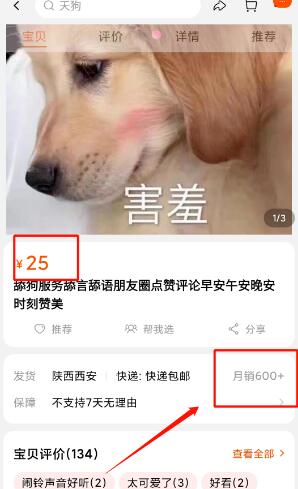 天狗
宝贝 评价 详情 推荐
害羞
1/3
¥25
舔狗服务舔言舔语朋友圈点赞评论早安午安晚安
时刻赞美
推荐 帮我选 分享
发货 陕西西安 快递: 快递包邮 月销600+
保障 不支持7天无理由
宝贝评价(134) 查看全部
闹铃声音好听(2) 太可爱了(3) 好看(2)